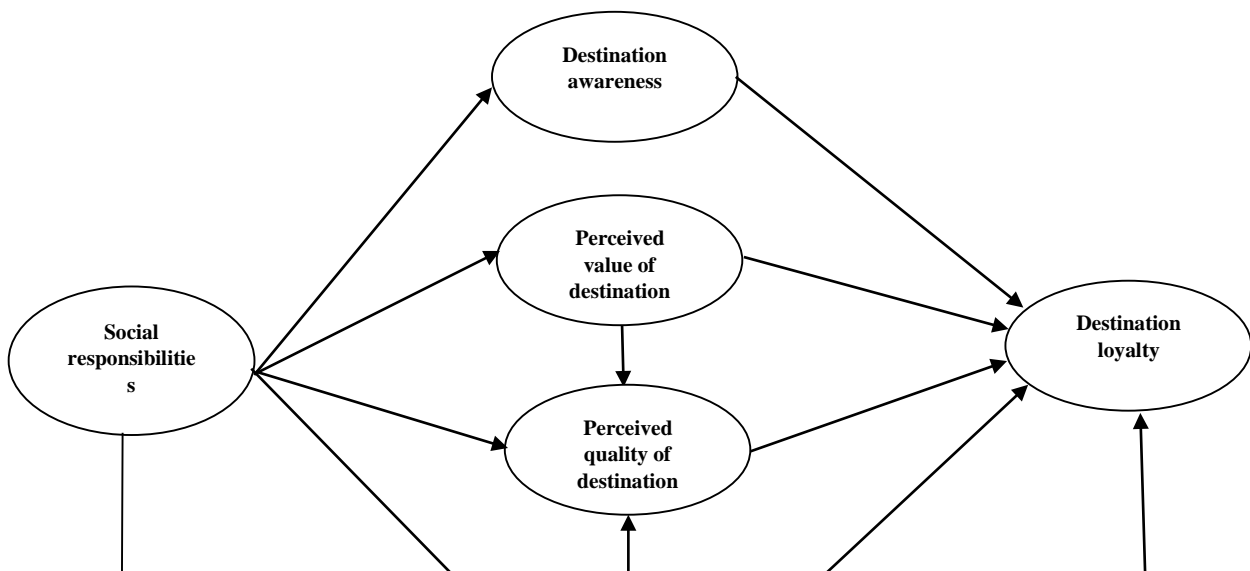 Destination
awareness
Perceived
value of
destination
Social
responsibilitie
s
Destination
loyalty
Perceived
quality of
destination